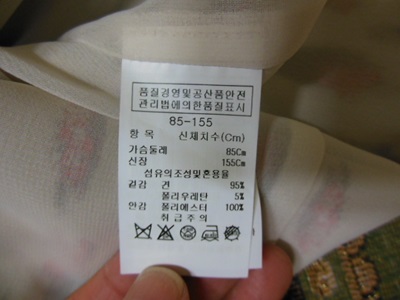 품질경영및공산품안전
관리법에의한품질표시
85-155
항 목 신체치수(Cm)
가슴둘레 85Cm
신장 155Cm
섬유의조성및혼용율
겉감 견 95%
폴리우레탄 5%
안감 폴리에스터 100%
취급주의